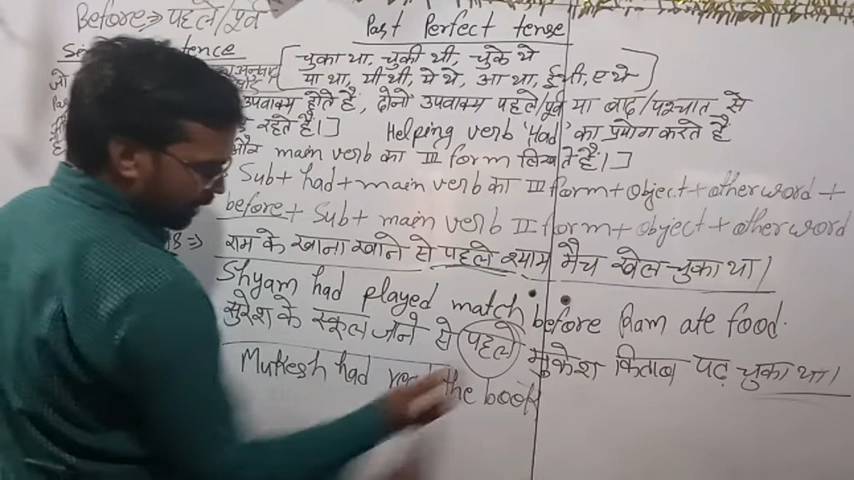 Before ⇒ पहले/पूर्व
Past Perfect tense
चुका था, चुकी थी, चुके थे
या था, यी थी, ये थे, आ था, ई थी, ए थे
जो
उपवाक्य होते हैं, दोनों उपवाक्य पहले/पूर्व या बाद/पश्चात से
रहते हैं।] Helping verb 'Had' का प्रयोग करते हैं
और main verb का III form लिखते हैं।]
Sub + had + main verb का III form + object + other word +
before + Sub + main verb II form + object + other word
⇒ राम के खाना खाने से पहले श्याम मैच खेल चुका था।
Shyam had played match before Ram ate food.
सुरेश के स्कूल जाने से पहले मुकेश किताब पढ़ चुका था।
Mukesh had the book